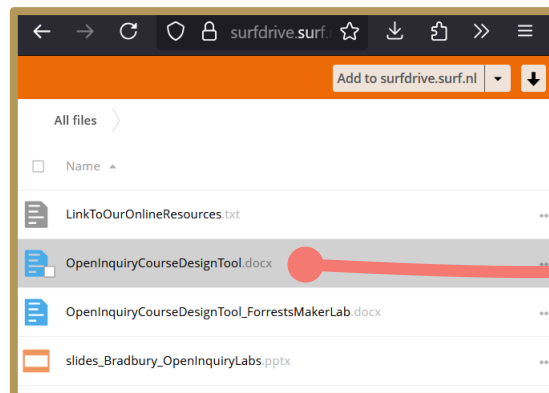 surfdrive.surf.
Add to surfdrive.surf.nl
All files
Name
LinkToOurOnlineResources.txt
OpenInquiryCourseDesignTool.docx
OpenInquiryCourseDesignTool_ForrestsMakerLab.docx
slides_Bradbury_OpenInquiryLabs.pptx